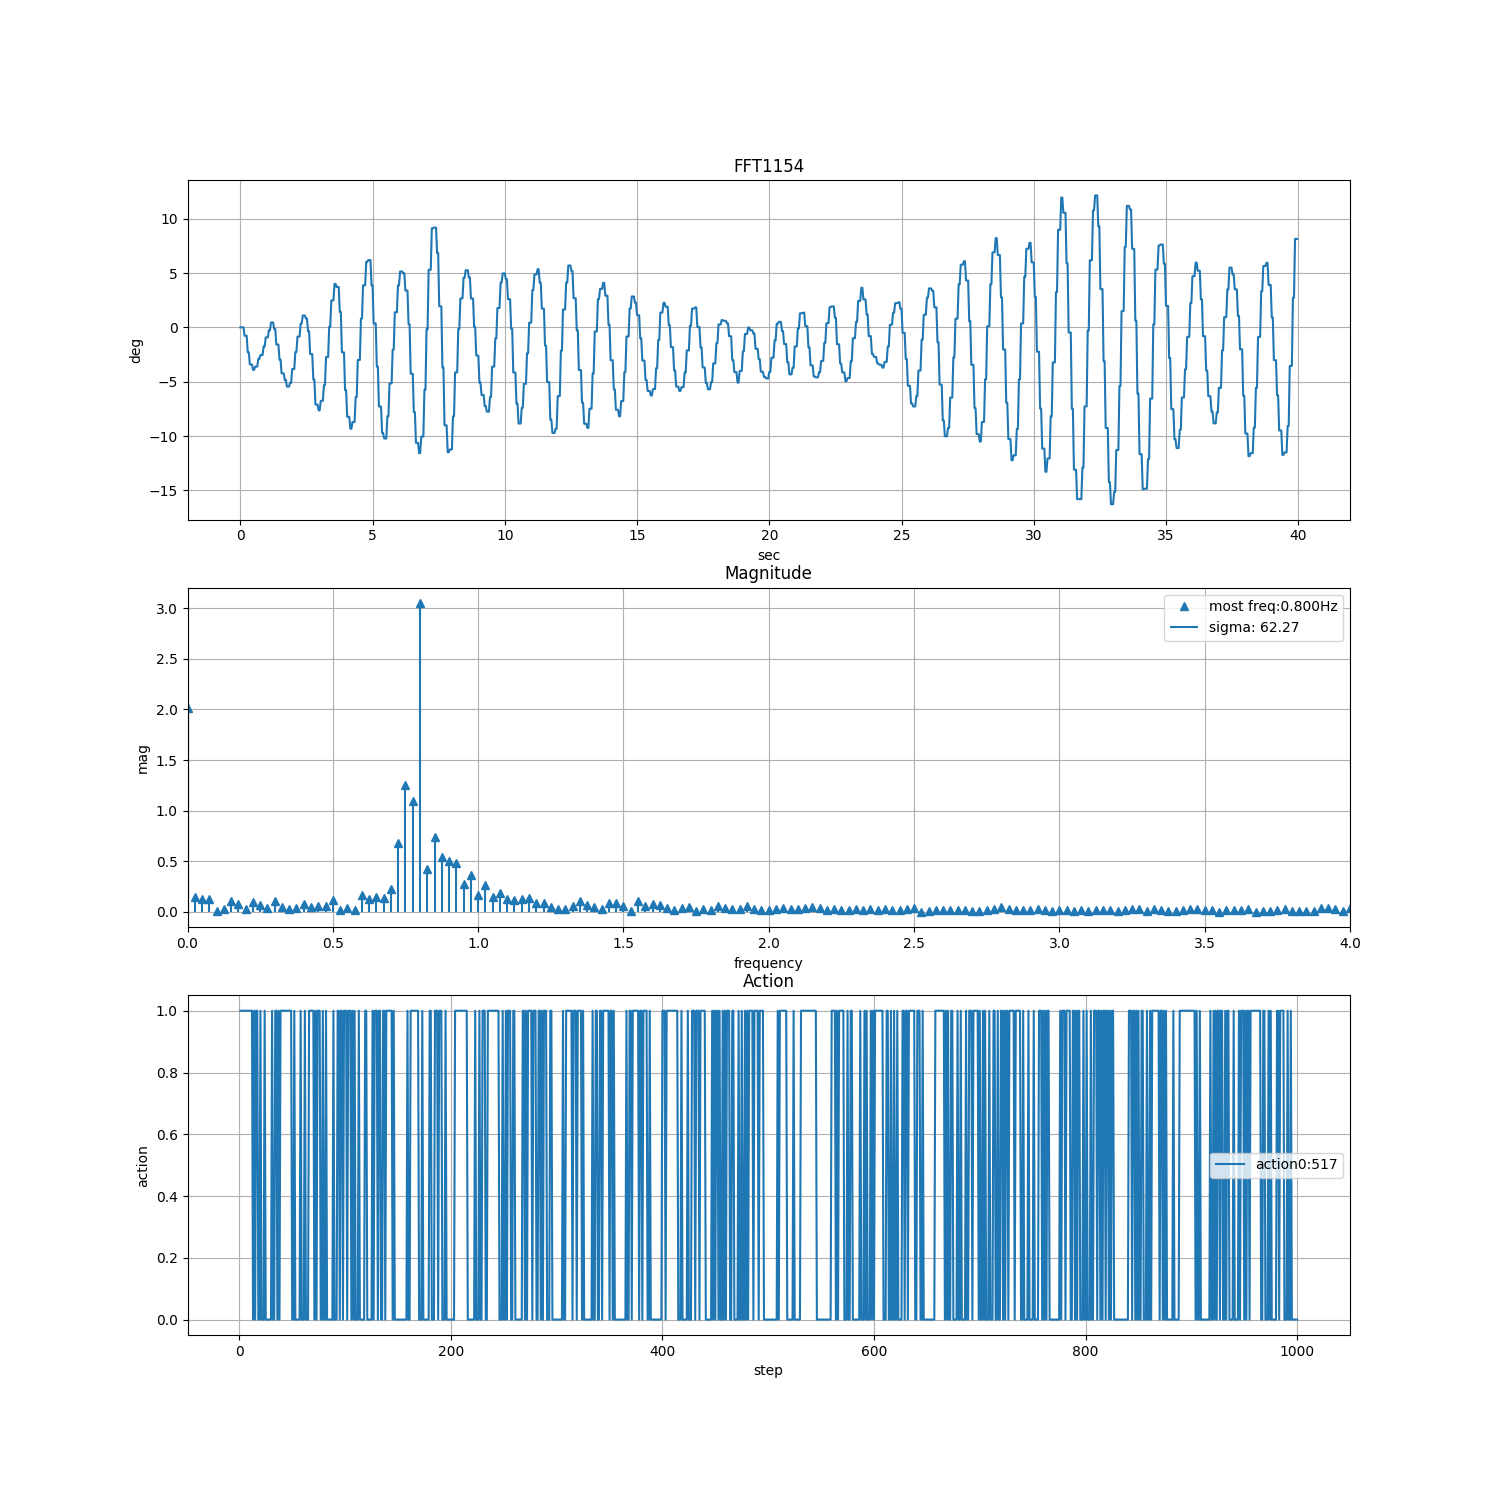 FFT1154
10
5
0
−5
−10
−15
deg
0 5 10 15 20 25 30 35 40
sec
Magnitude
3.0
2.5
2.0
1.5
1.0
0.5
0.0
mag
most freq:0.800Hz
sigma: 62.27
0.0 0.5 1.0 1.5 2.0 2.5 3.0 3.5 4.0
frequency
Action
1.0
0.8
0.6
0.4
0.2
0.0
action
action0:517
0 200 400 600 800 1000
step